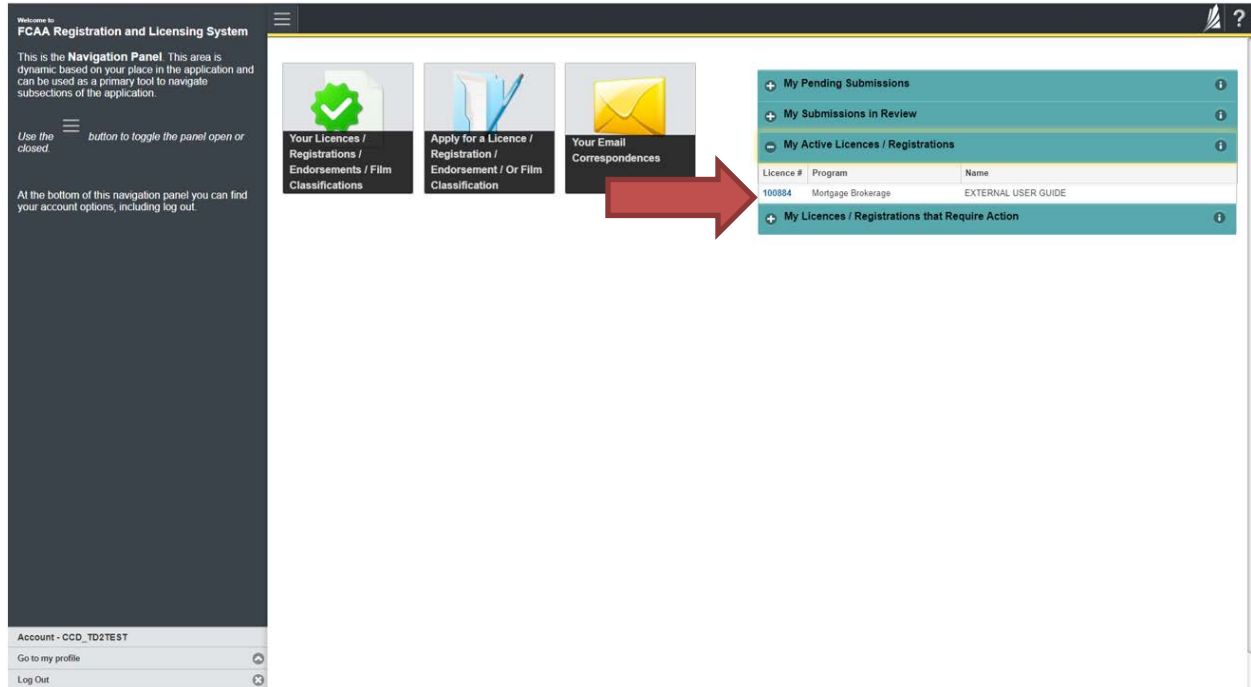 Welcome to
FCAA Registration and Licensing System
This is the Navigation Panel. This area is
dynamic based on your place in the application and
can be used as a primary tool to navigate
subsections of the application.
Use the button to toggle the panel open or
closed.
At the bottom of this navigation panel you can find
your account options, including log out.
Account - CCD_TD2TEST
Go to my profile
Log Out
?
Your Licences /
Registrations /
Endorsements / Film
Classifications
Apply for a Licence /
Registration /
Endorsement / Or Film
Classification
Your Email
Correspondences
My Pending Submissions
My Submissions in Review
My Active Licences / Registrations
Licence # Program Name
100884 Mortgage Brokerage EXTERNAL USER GUIDE
My Licences / Registrations that Require Action